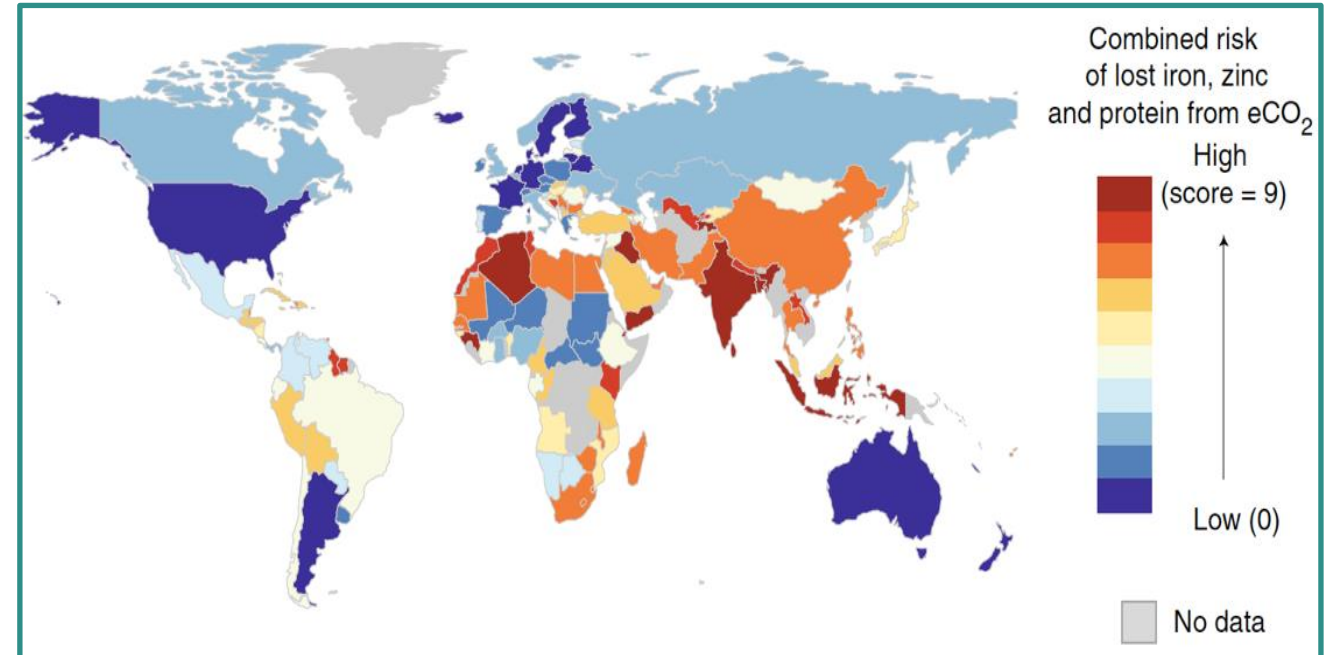 Combined risk
of lost iron, zinc
and protein from eCO₂
High
(score = 9)
Low (0)
No data